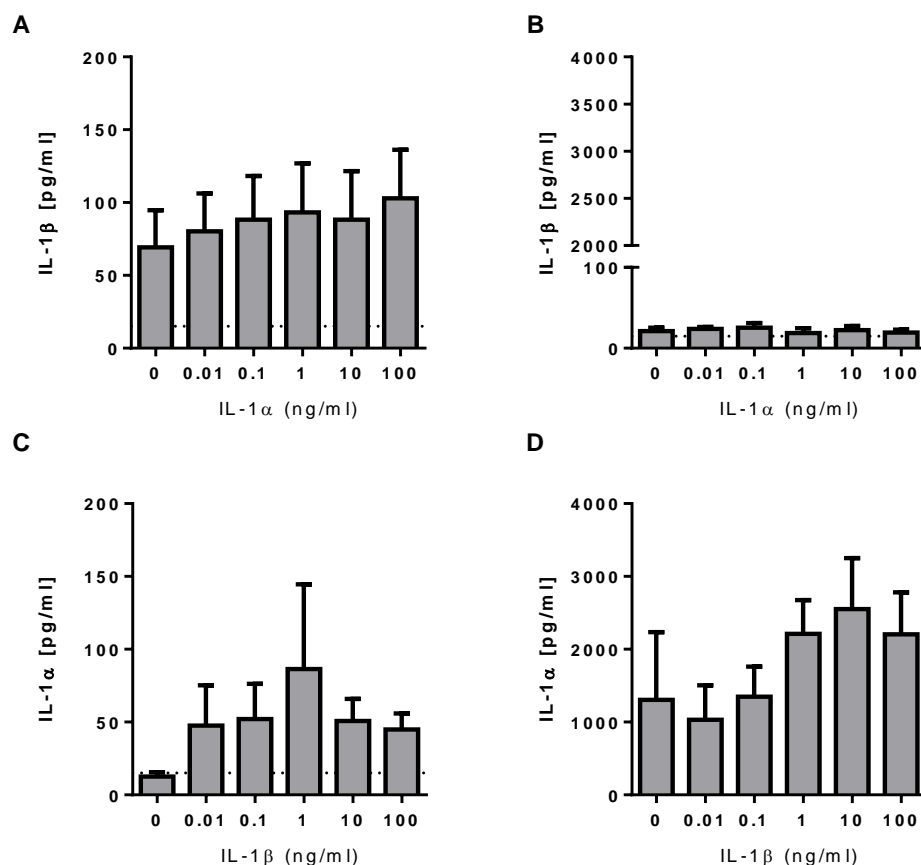 A
IL-1β [pg/ml]
200
150
100
50
0
0 0.01 0.1 1 10 100
IL-1α (ng/ml)
B
IL-1β [pg/ml]
4000
3500
3000
2500
2000
100
0
0 0.01 0.1 1 10 100
IL-1α (ng/ml)
C
IL-1α [pg/ml]
200
150
100
50
0
0 0.01 0.1 1 10 100
IL-1β (ng/ml)
D
IL-1α [pg/ml]
4000
3000
2000
1000
0
0 0.01 0.1 1 10 100
IL-1β (ng/ml)